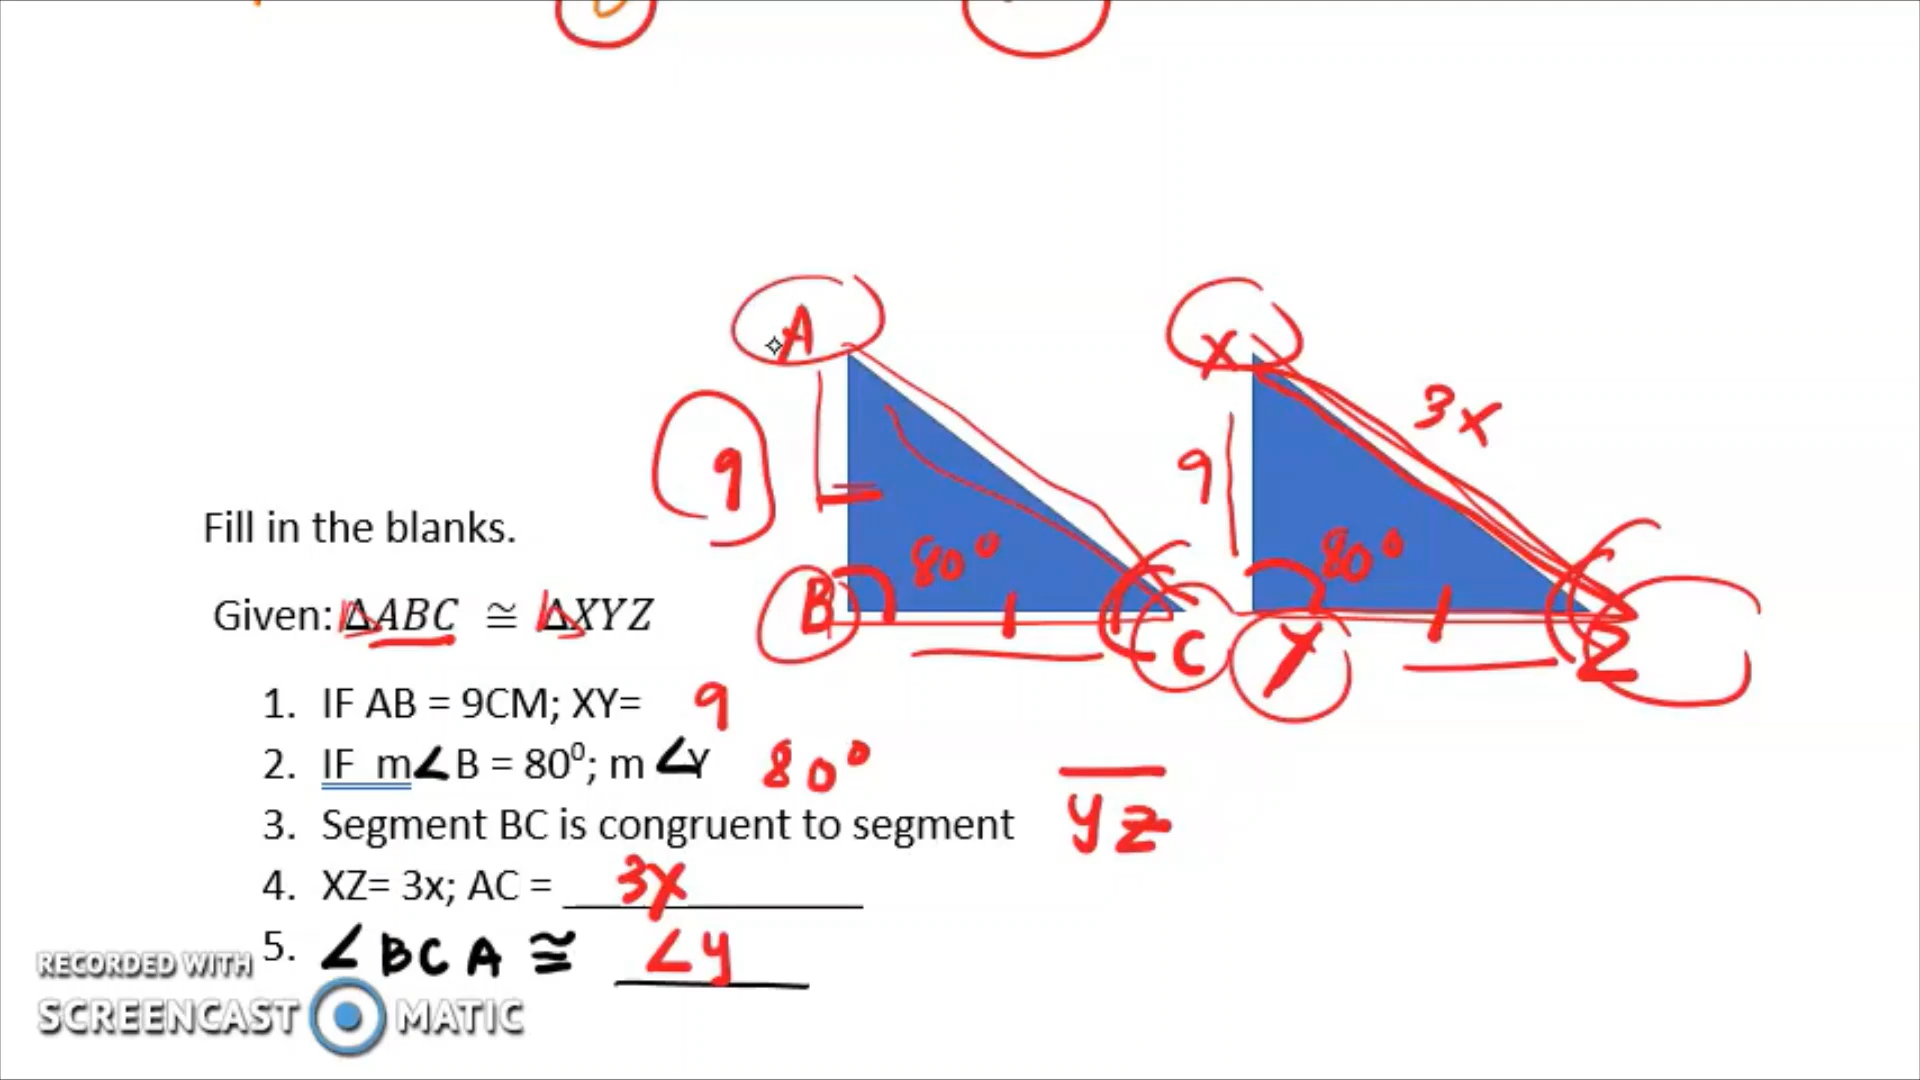 A
X
3x
9
9
80°
80°
Fill in the blanks.
B
C
Y
Z
Given: ΔABC ≅ ΔXYZ
1. IF AB = 9CM; XY= 9
2. IF m∠B = 80⁰; m∠Y 80°
3. Segment BC is congruent to segment YZ
4. XZ= 3x; AC = 3x
5. ∠BCA ≅ ∠y
RECORDED WITH
SCREENCAST MATIC